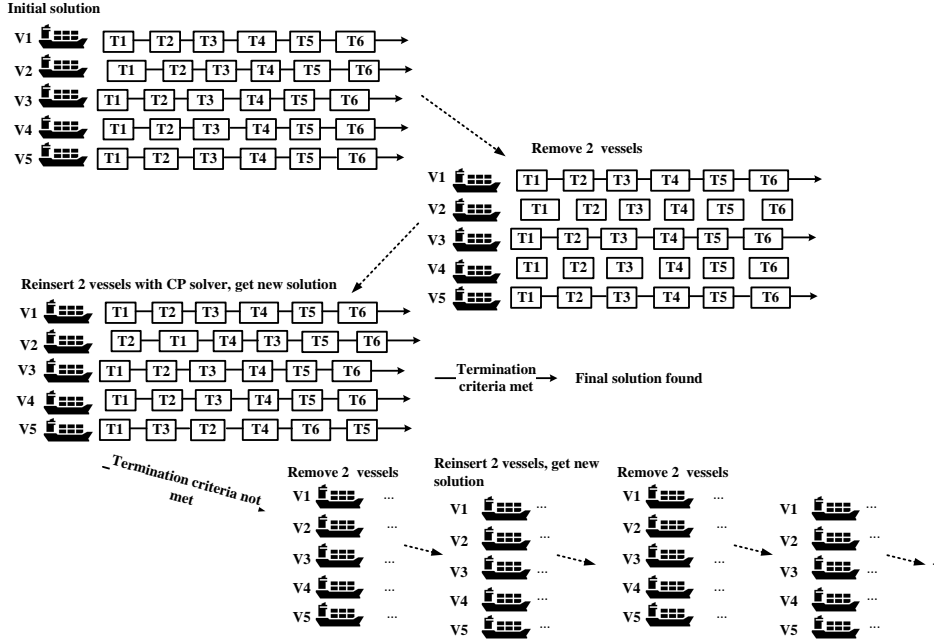 Initial solution
V1 T1 T2 T3 T4 T5 T6
V2 T1 T2 T3 T4 T5 T6
V3 T1 T2 T3 T4 T5 T6
V4 T1 T2 T3 T4 T5 T6
V5 T1 T2 T3 T4 T5 T6
Remove 2 vessels
V1 T1 T2 T3 T4 T5 T6
V2 T1 T2 T3 T4 T5 T6
V3 T1 T2 T3 T4 T5 T6
V4 T1 T2 T3 T4 T5 T6
V5 T1 T2 T3 T4 T5 T6
Reinsert 2 vessels with CP solver, get new solution
V1 T1 T2 T3 T4 T5 T6
V2 T2 T1 T4 T3 T5 T6
V3 T1 T2 T3 T4 T5 T6
V4 T1 T2 T3 T4 T5 T6
V5 T1 T3 T2 T4 T6 T5
Termination
criteria met
Final solution found
Termination criteria not
met
Remove 2 vessels
V1 ...
V2 ...
V3 ...
V4 ...
V5 ...
Reinsert 2 vessels, get new
solution
V1 ...
V2 ...
V3 ...
V4 ...
V5 ...
Remove 2 vessels
V1 ...
V2 ...
V3 ...
V4 ...
V5 ...
V1 ...
V2 ...
V3 ...
V4 ...
V5 ...